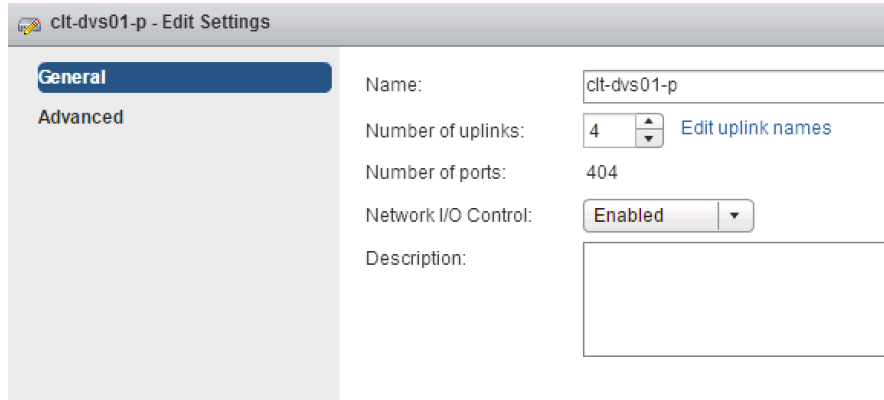 clt-dvs01-p - Edit Settings
General
Advanced
Name: clt-dvs01-p
Number of uplinks: 4 Edit uplink names
Number of ports: 404
Network I/O Control: Enabled
Description: